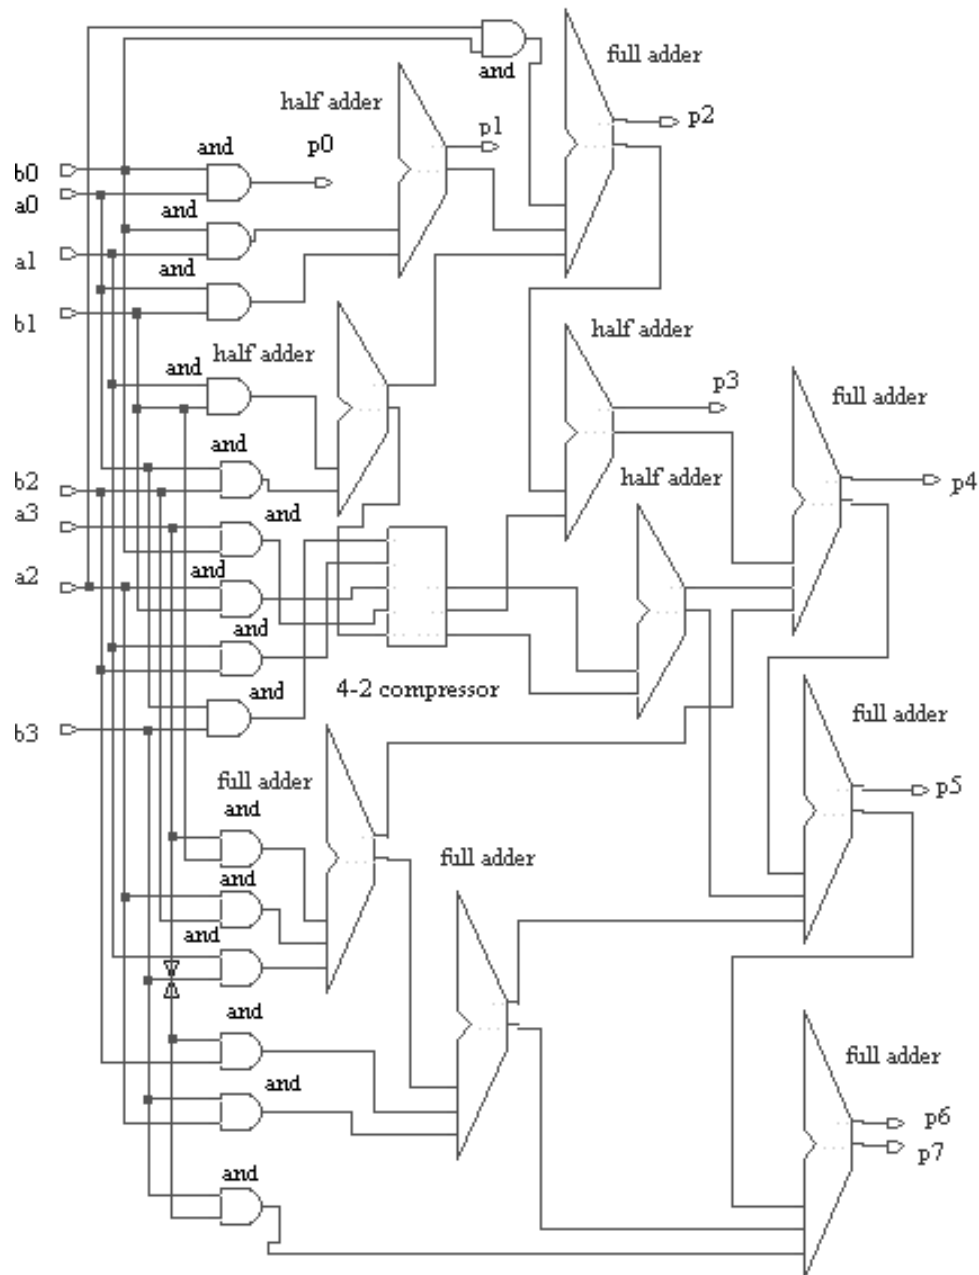 and
full adder
half adder
p1
p2
p0
and
b0
a0
and
a1
and
b1
half adder
half adder
and
p3
full adder
and
half adder
b2
p4
a3
and
a2
and
and
4-2 compressor
and
b3
full adder
full adder
and
p5
full adder
and
and
and
full adder
and
p6
p7
and